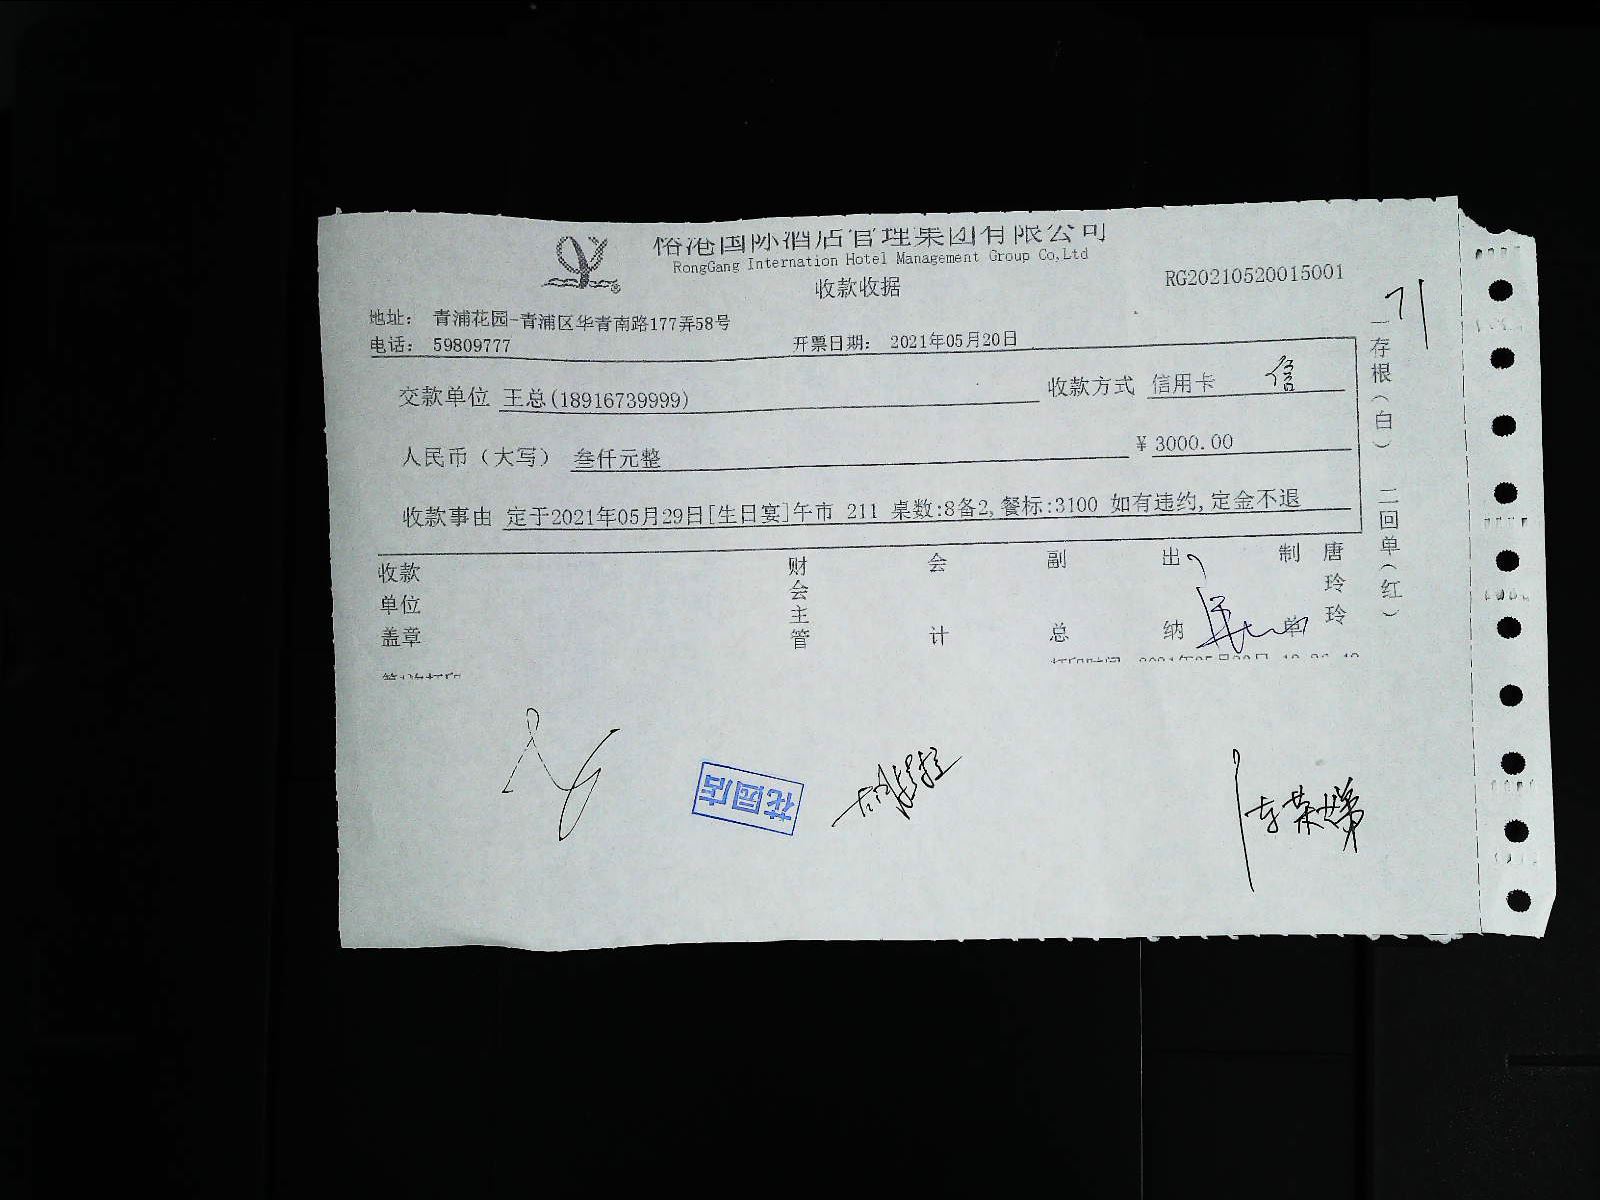 国际酒店管理集团有限公司
RongGang Internation Hotel Management Group Co,Ltd
收款收据
RG20210520015001
地址： 青浦花园-青浦区华青南路177弄58号
电话： 59809777
开票日期： 2021年05月20日
交款单位 王总(18916739999)
收款方式 信用卡 信
人民币（大写） 叁仟元整
¥ 3000.00
收款事由 定于2021年05月29日[生日宴]午市 211 桌数:8备2,餐标:3100 如有违约,定金不退
一存根（白） 二回单（红）
收款单位盖章
财会主管
会计
副总
出纳
制单
唐玲玲
花园店